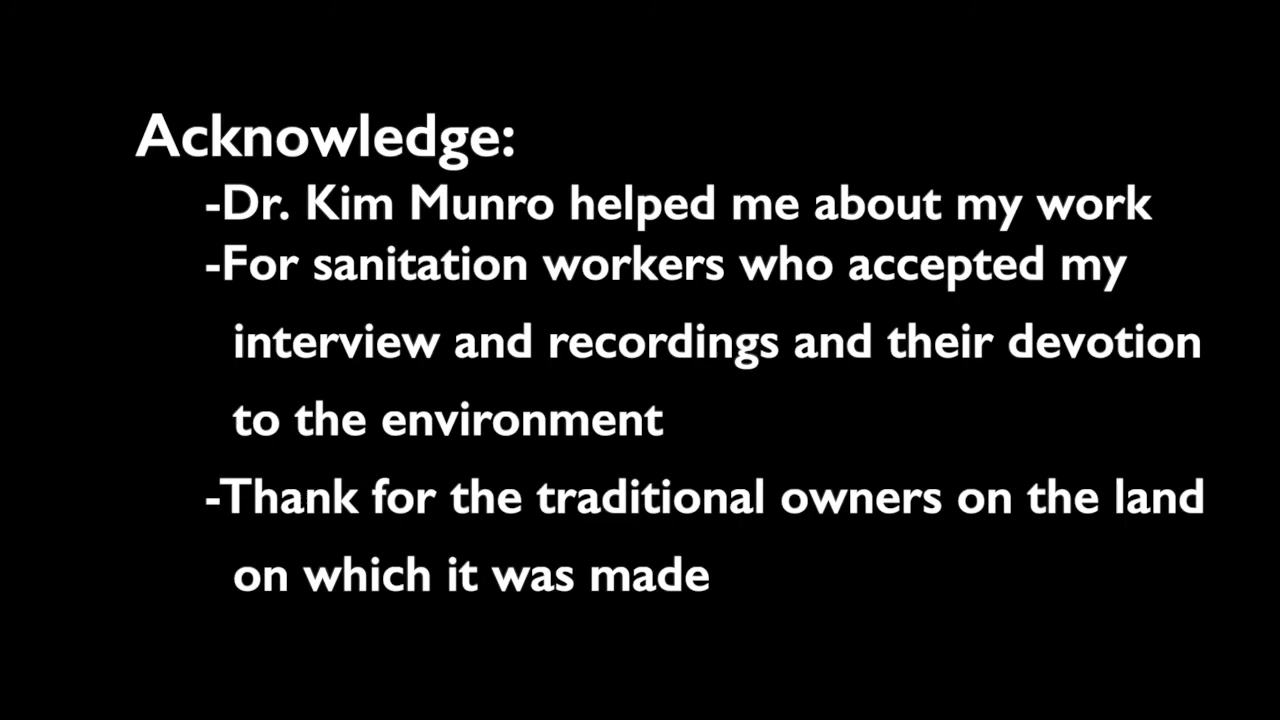 Acknowledge:
-Dr. Kim Munro helped me about my work
-For sanitation workers who accepted my
interview and recordings and their devotion
to the environment
-Thank for the traditional owners on the land
on which it was made